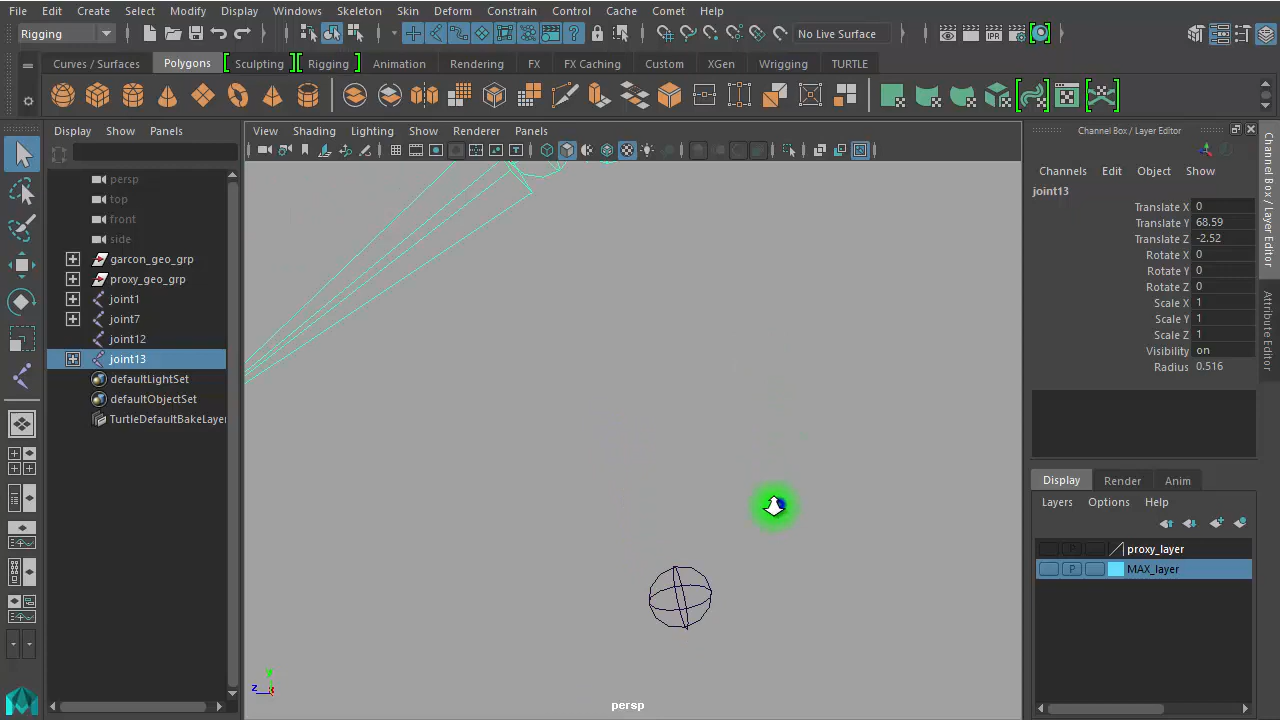 File Edit Create Select Modify Display Windows Skeleton Skin Deform Constrain Control Cache Comet Help
Rigging No Live Surface
Curves / Surfaces Polygons Sculpting Rigging Animation Rendering FX FX Caching Custom XGen Wrigging TURTLE
Display Show Panels
View Shading Lighting Show Renderer Panels
Channel Box / Layer Editor
Channels Edit Object Show
joint13
Translate X 0
Translate Y 68.59
Translate Z -2.52
Rotate X 0
Rotate Y 0
Rotate Z 0
Scale X 1
Scale Y 1
Scale Z 1
Visibility on
Radius 0.516
persp
top
front
side
garcon_geo_grp
proxy_geo_grp
joint1
joint7
joint12
joint13
defaultLightSet
defaultObjectSet
TurtleDefaultBakeLayer
y
z x
persp
Display Render Anim
Layers Options Help
P proxy_layer
P MAX_layer
Channel Box / Layer Editor
Attribute Editor